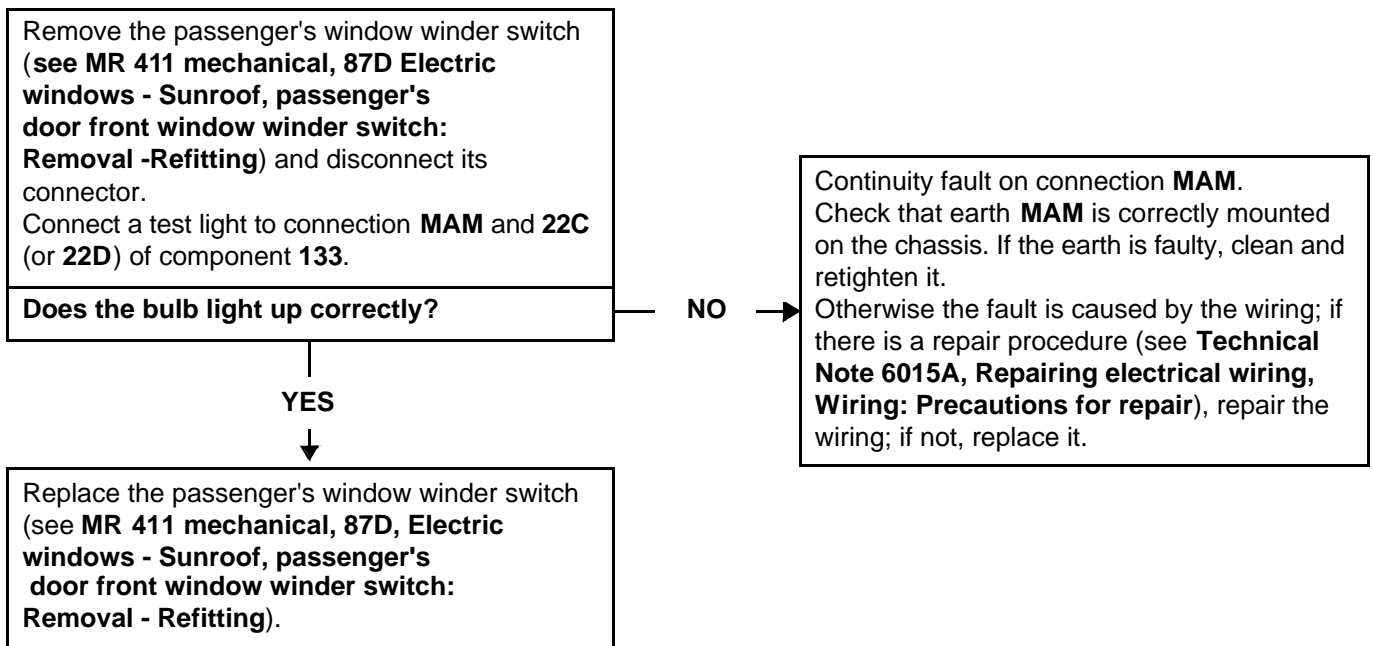 Remove the passenger's window winder switch
(see MR 411 mechanical, 87D Electric
windows - Sunroof, passenger's
door front window winder switch:
Removal -Refitting) and disconnect its
connector.
Connect a test light to connection MAM and 22C
(or 22D) of component 133.
Does the bulb light up correctly?
NO
Continuity fault on connection MAM.
Check that earth MAM is correctly mounted
on the chassis. If the earth is faulty, clean and
retighten it.
Otherwise the fault is caused by the wiring; if
there is a repair procedure (see Technical
Note 6015A, Repairing electrical wiring,
Wiring: Precautions for repair), repair the
wiring; if not, replace it.
YES
Replace the passenger's window winder switch
(see MR 411 mechanical, 87D, Electric
windows - Sunroof, passenger's
door front window winder switch:
Removal - Refitting).